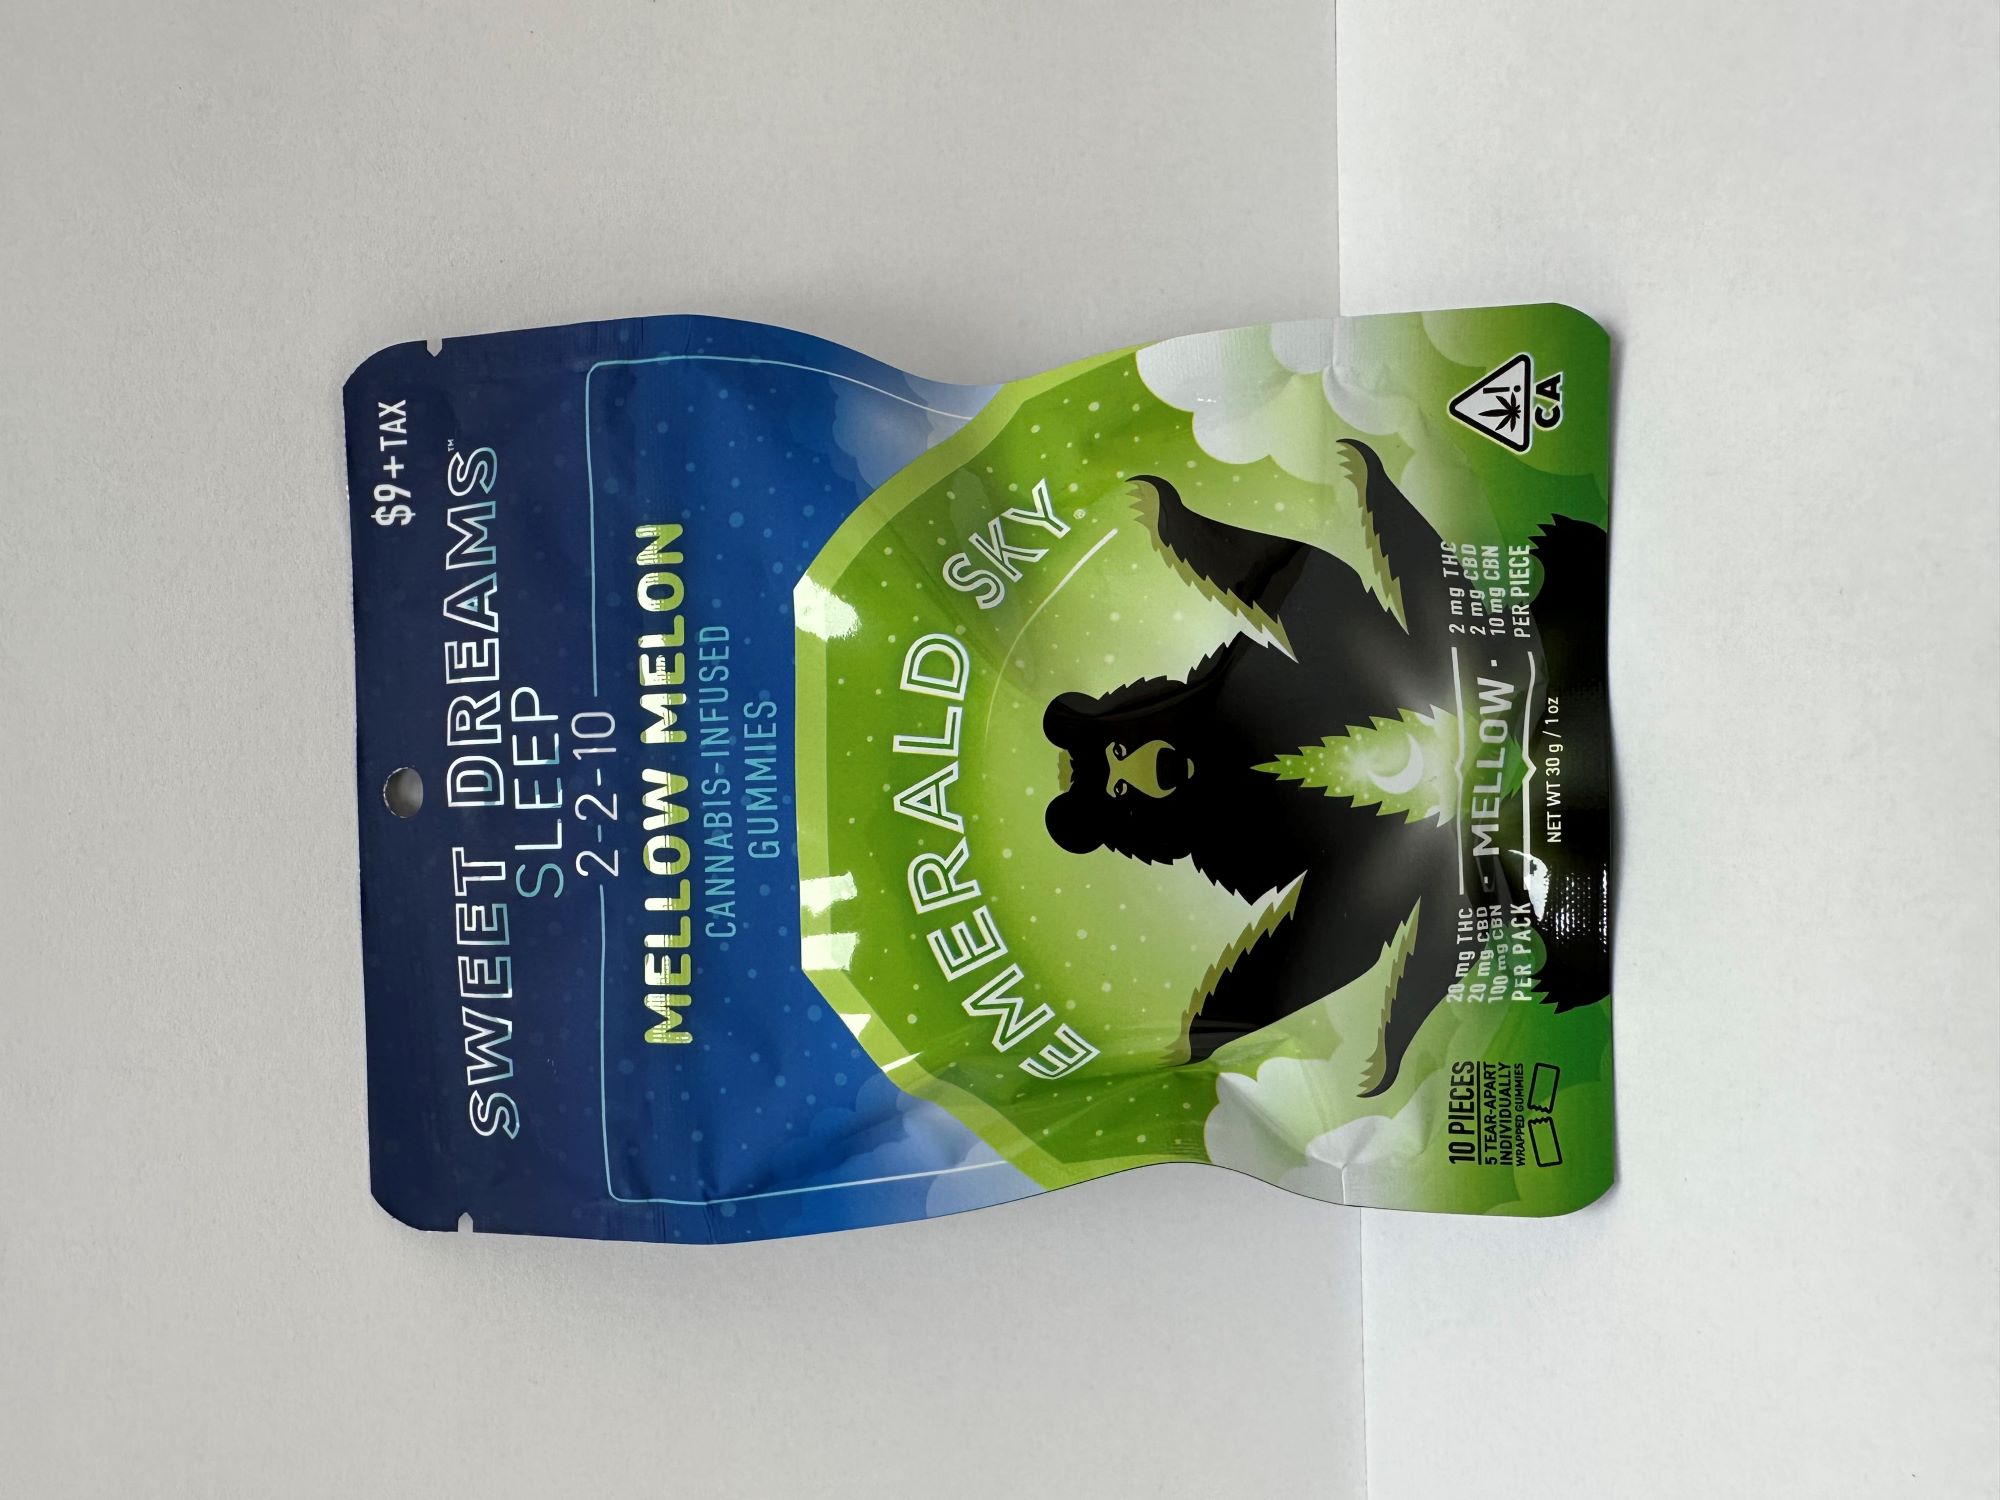 $9+TAX
SWEET DREAMS™
SLEEP
2-2-10
MELLOW MELON
CANNABIS-INFUSED
GUMMIES
EMERALD SKY®
10 PIECES
5 TEAR-APART
INDIVIDUALLY
WRAPPED GUMMIES
20 mg THC
20 mg CBD
100 mg CBN
PER PACK
· MELLOW ·
2 mg THC
2 mg CBD
10 mg CBN
PER PIECE
NET WT 30 g / 1 oz
!
CA